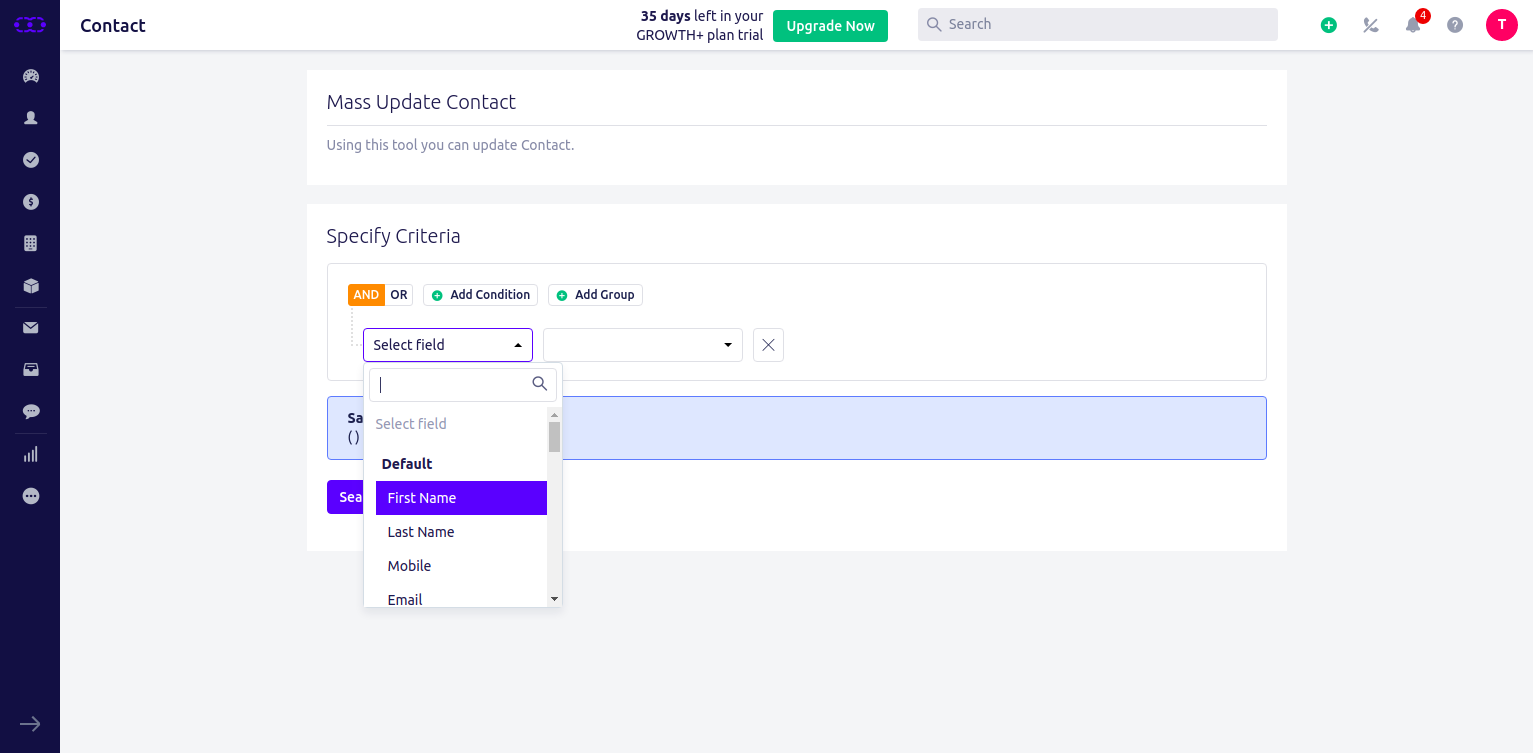 Contact
35 days left in your
GROWTH+ plan trial
Upgrade Now
Search
4
T
Mass Update Contact
Using this tool you can update Contact.
Specify Criteria
AND OR Add Condition Add Group
Select field
Select field
Default
First Name
Last Name
Mobile
Email
Sa
( )
Sea